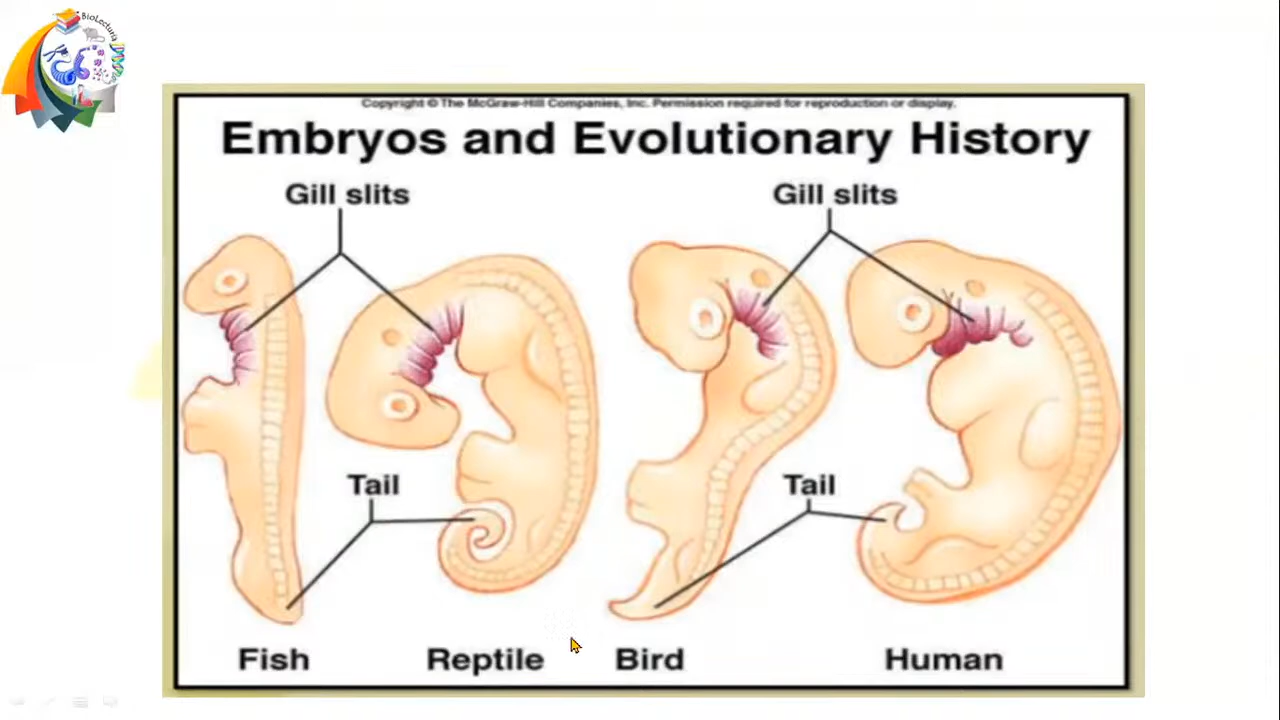 BioLectures
Copyright © The McGraw-Hill Companies, Inc. Permission required for reproduction or display.
Embryos and Evolutionary History
Gill slits
Gill slits
Tail
Tail
Fish
Reptile
Bird
Human